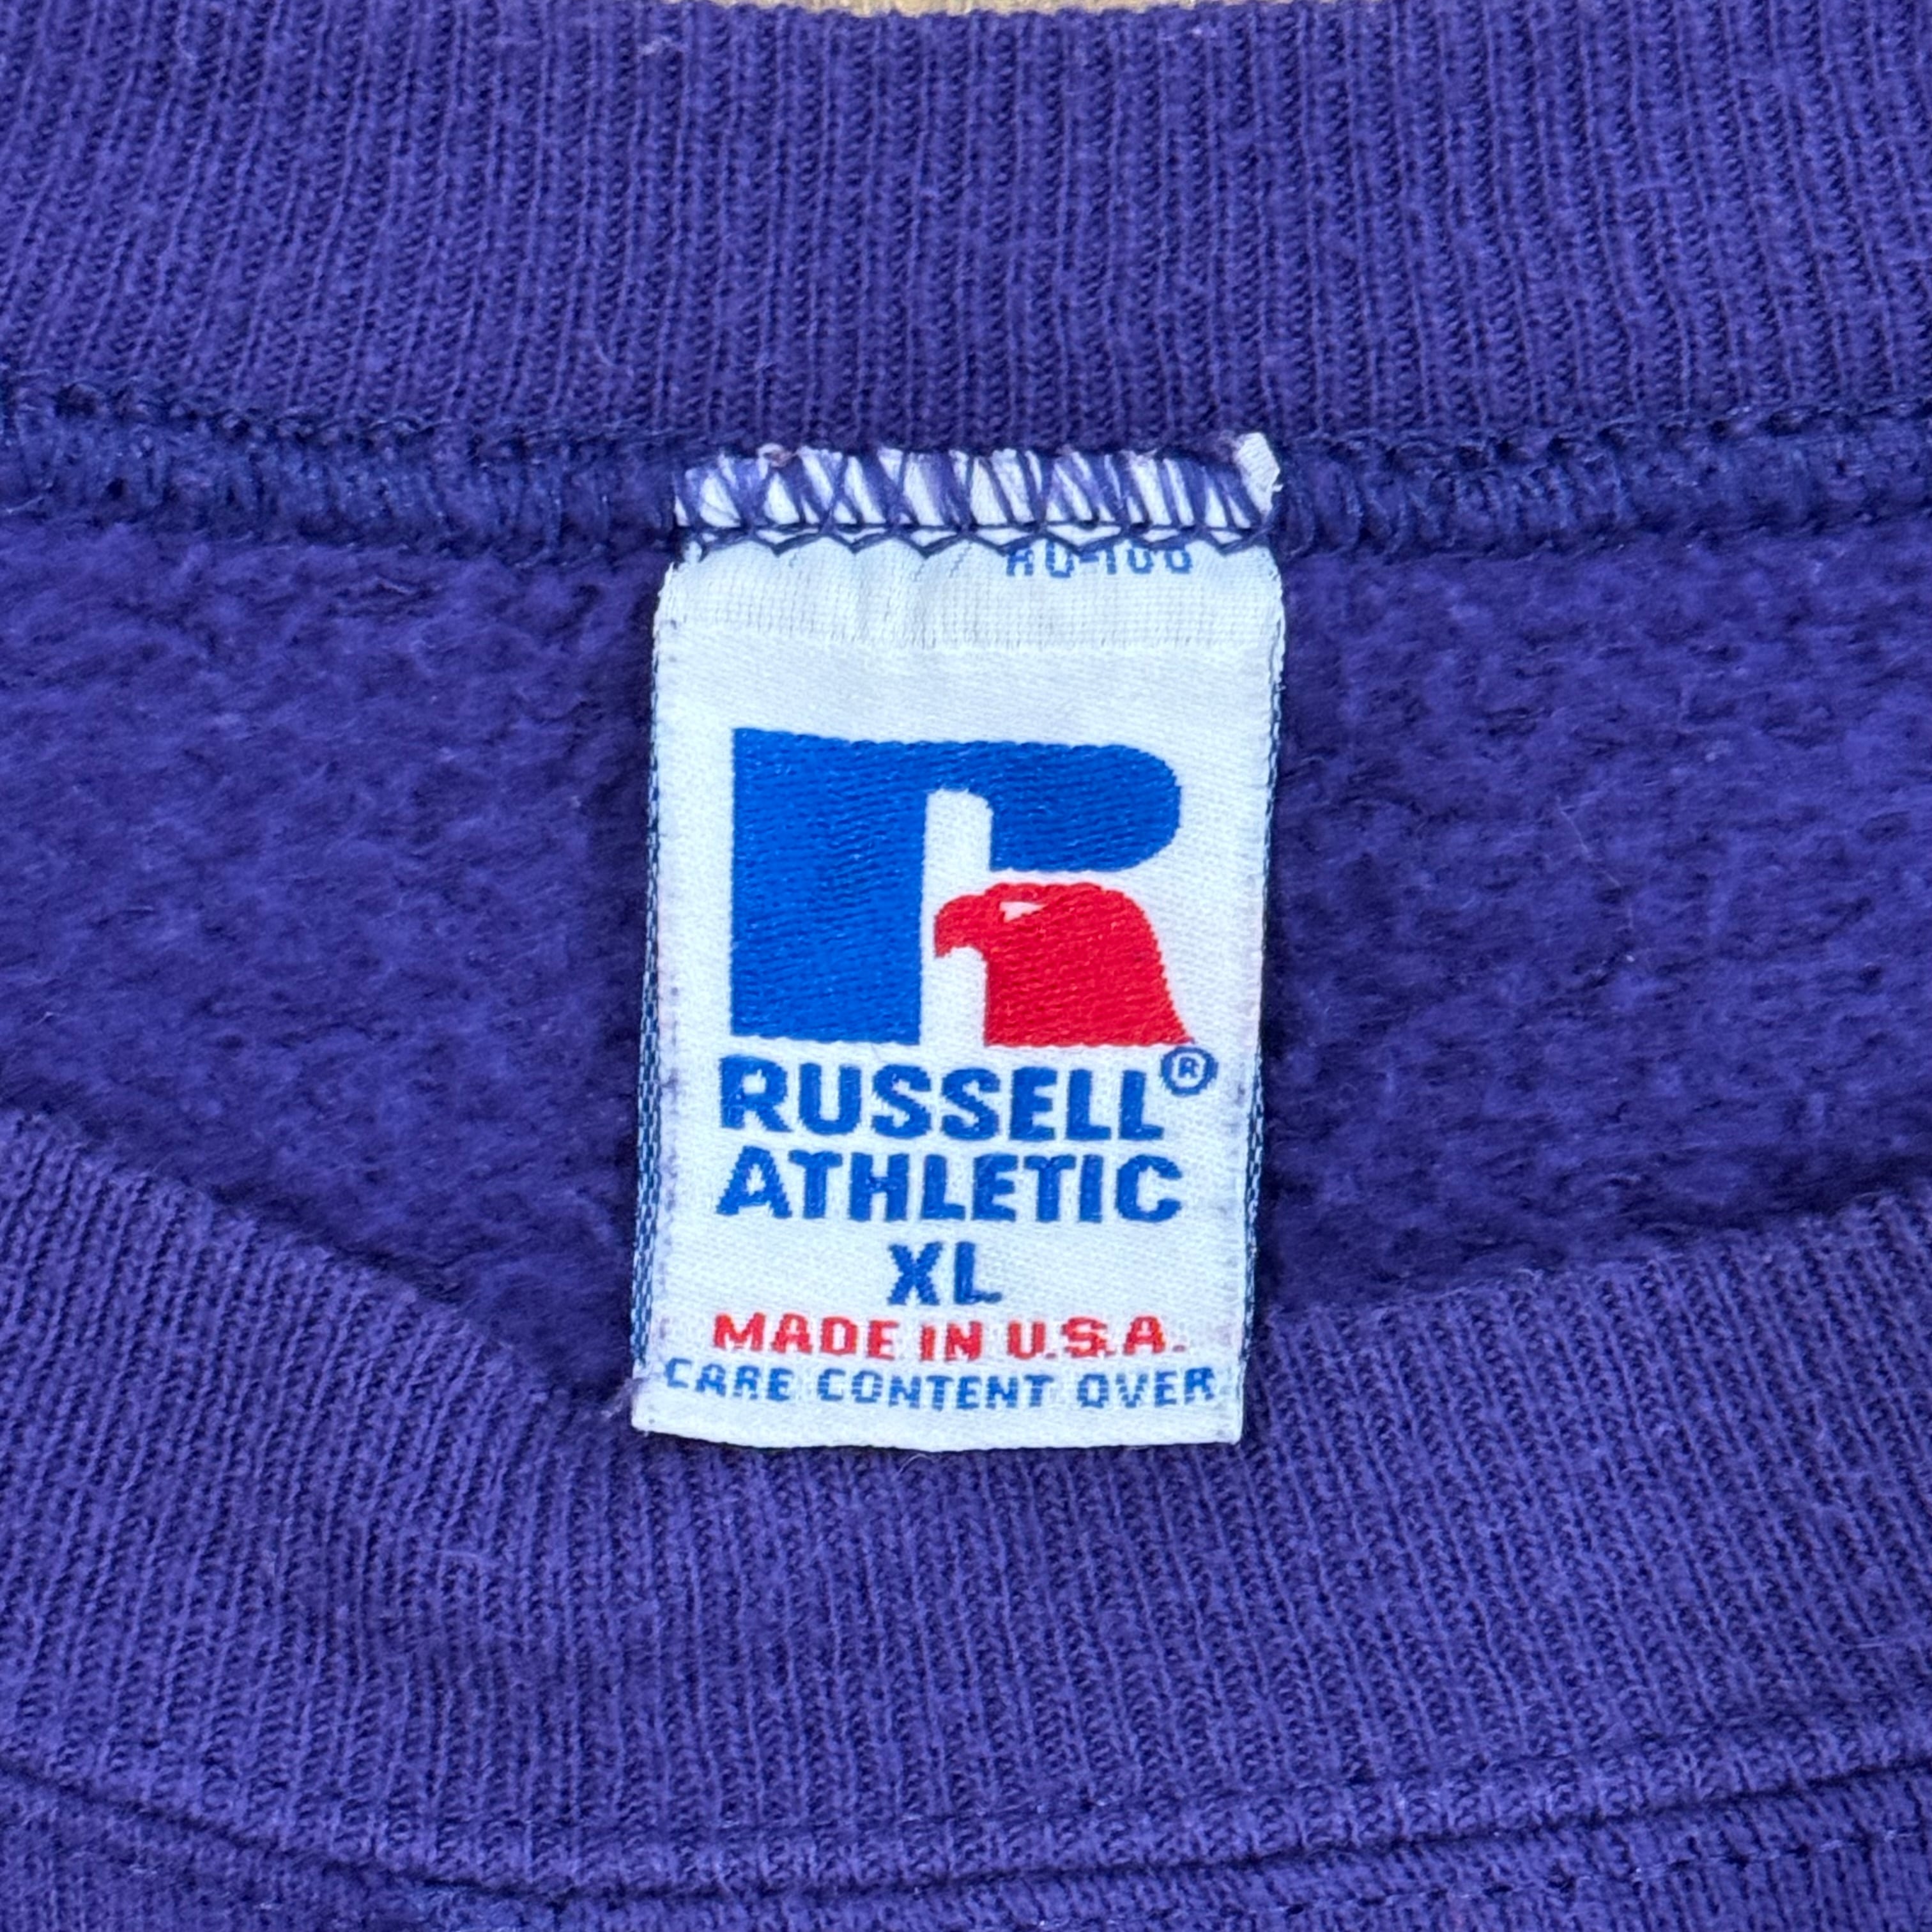 RUSSELL®
ATHLETIC
XL
MADE IN U.S.A.
CARE CONTENT OVER